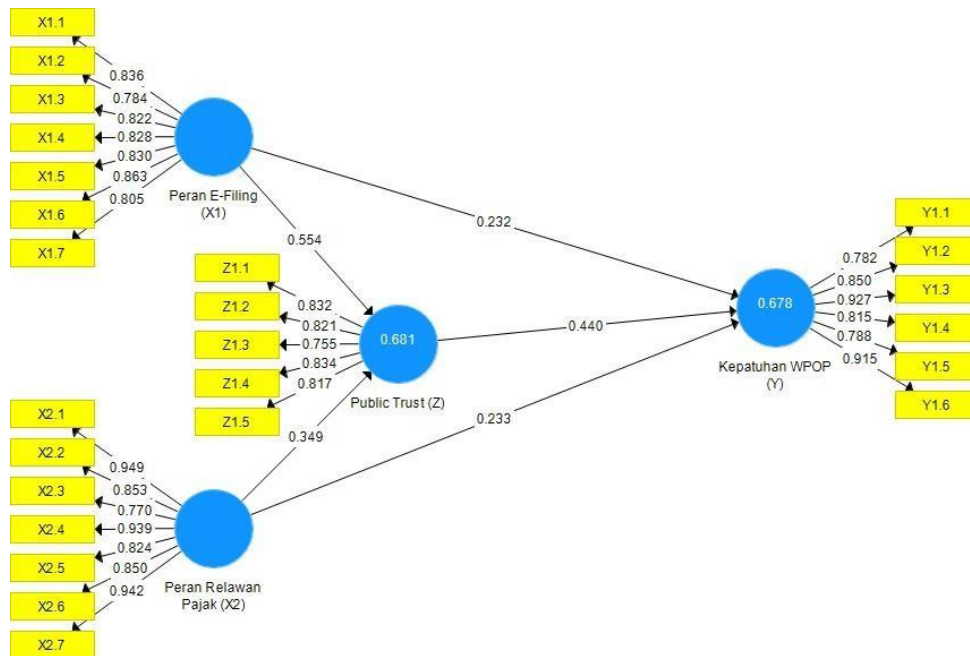 X1.1
X1.2
X1.3
X1.4
X1.5
X1.6
X1.7
0.836
0.784
0.822
0.828
0.830
0.863
0.805
Peran E-Filing
(X1)
0.554
0.232
Z1.1
Z1.2
Z1.3
Z1.4
Z1.5
0.832
0.821
0.755
0.834
0.817
0.681
Public Trust (Z)
0.440
0.349
0.233
X2.1
X2.2
X2.3
X2.4
X2.5
X2.6
X2.7
0.949
0.853
0.770
0.939
0.824
0.850
0.942
Peran Relawan
Pajak (X2)
0.678
Kepatuhan WPOP
(Y)
0.782
0.850
0.927
0.815
0.788
0.915
Y1.1
Y1.2
Y1.3
Y1.4
Y1.5
Y1.6